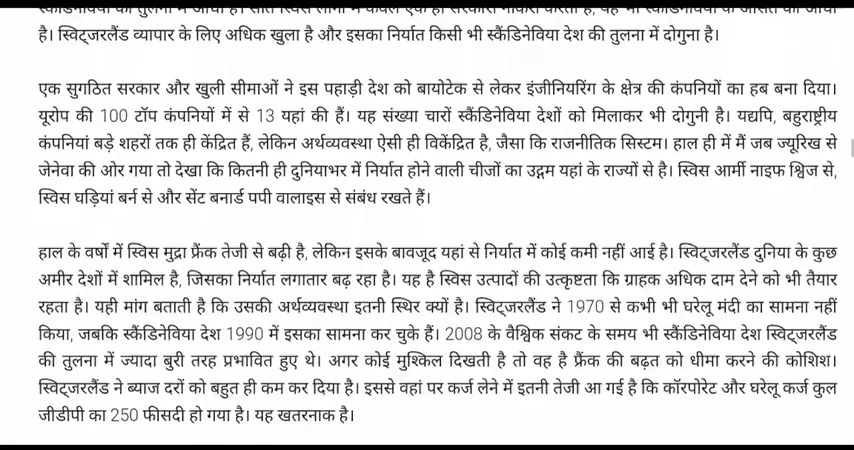 है। स्विट्जरलैंड व्यापार के लिए अधिक खुला है और इसका निर्यात किसी भी स्कैंडिनेविया देश की तुलना में दोगुना है।
एक सुगठित सरकार और खुली सीमाओं ने इस पहाड़ी देश को बायोटेक से लेकर इंजीनियरिंग के क्षेत्र की कंपनियों का हब बना दिया।
यूरोप की 100 टॉप कंपनियों में से 13 यहां की हैं। यह संख्या चारों स्कैंडिनेविया देशों को मिलाकर भी दोगुनी है। यद्यपि, बहुराष्ट्रीय
कंपनियां बड़े शहरों तक ही केंद्रित हैं, लेकिन अर्थव्यवस्था ऐसी ही विकेंद्रित है, जैसा कि राजनीतिक सिस्टम। हाल ही में मैं जब ज्यूरिख से
जेनेवा की ओर गया तो देखा कि कितनी ही दुनियाभर में निर्यात होने वाली चीजों का उद्गम यहां के राज्यों से है। स्विस आर्मी नाइफ श्विज से,
स्विस घड़ियां बर्न से और सेंट बनार्ड पपी वालाइस से संबंध रखते हैं।
हाल के वर्षों में स्विस मुद्रा फ्रैंक तेजी से बढ़ी है, लेकिन इसके बावजूद यहां से निर्यात में कोई कमी नहीं आई है। स्विट्जरलैंड दुनिया के कुछ
अमीर देशों में शामिल है, जिसका निर्यात लगातार बढ़ रहा है। यह है स्विस उत्पादों की उत्कृष्टता कि ग्राहक अधिक दाम देने को भी तैयार
रहता है। यही मांग बताती है कि उसकी अर्थव्यवस्था इतनी स्थिर क्यों है। स्विट्जरलैंड ने 1970 से कभी भी घरेलू मंदी का सामना नहीं
किया, जबकि स्कैंडिनेविया देश 1990 में इसका सामना कर चुके हैं। 2008 के वैश्विक संकट के समय भी स्कैंडिनेविया देश स्विट्जरलैंड
की तुलना में ज्यादा बुरी तरह प्रभावित हुए थे। अगर कोई मुश्किल दिखती है तो वह है फ्रैंक की बढ़त को धीमा करने की कोशिश।
स्विट्जरलैंड ने ब्याज दरों को बहुत ही कम कर दिया है। इससे वहां पर कर्ज लेने में इतनी तेजी आ गई है कि कॉरपोरेट और घरेलू कर्ज कुल
जीडीपी का 250 फीसदी हो गया है। यह खतरनाक है।